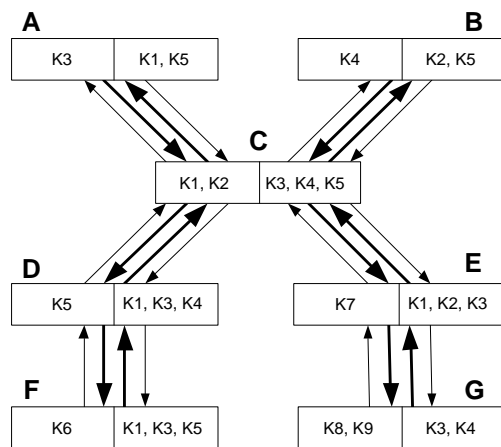 A
B
K3
K1, K5
K4
K2, K5
C
K1, K2
K3, K4, K5
D
E
K5
K1, K3, K4
K7
K1, K2, K3
F
G
K6
K1, K3, K5
K8, K9
K3, K4